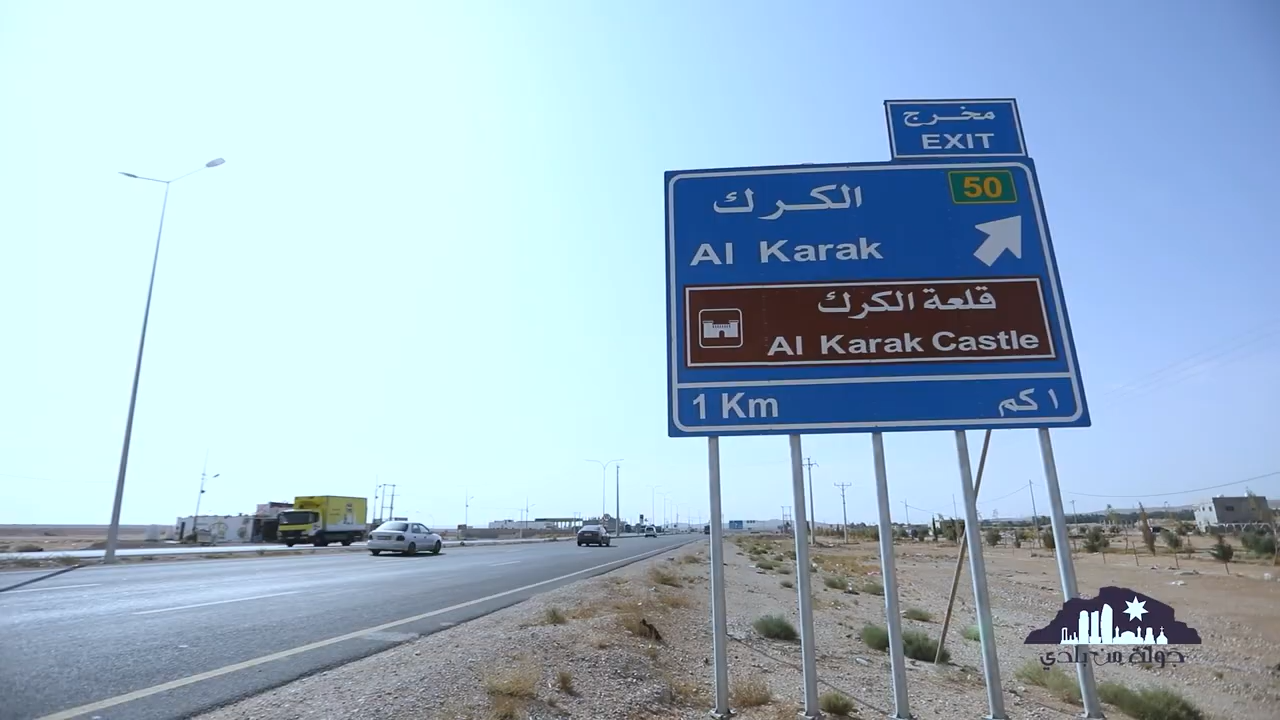 مخرج
EXIT
50
الكرك
Al Karak
قلعة الكرك
Al Karak Castle
1 Km
١ كم
جولة من بلدي